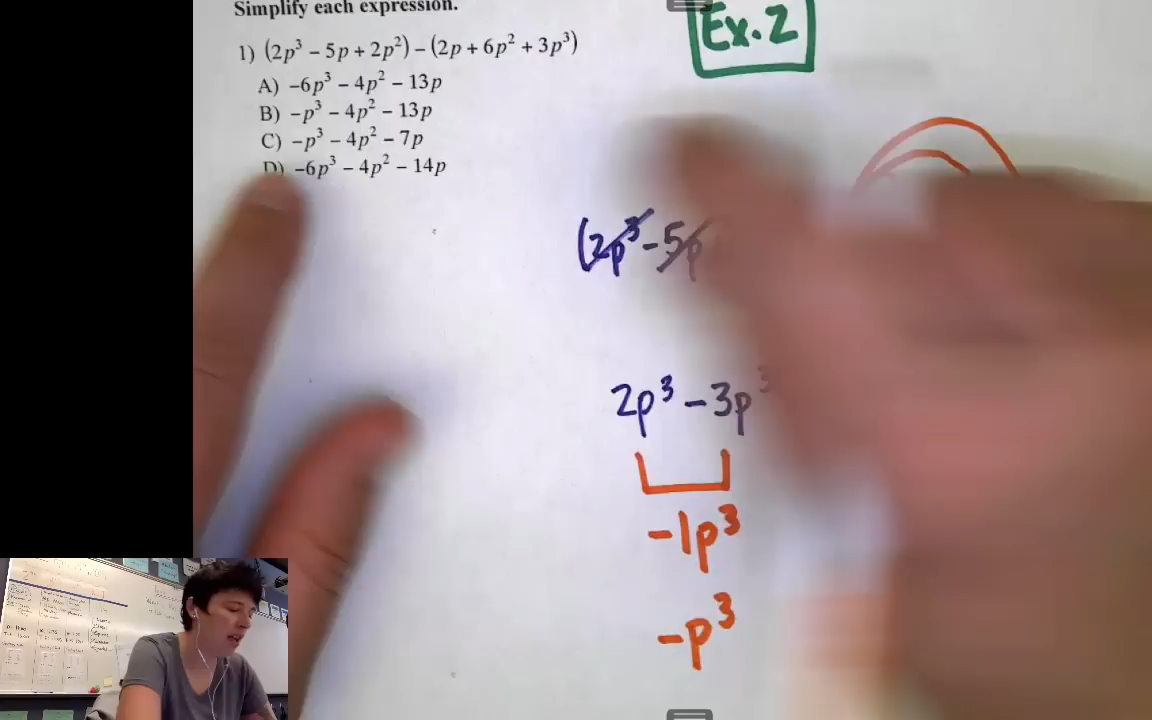 Simplify each expression.
Ex. 2
1) (2p³ – 5p + 2p²) – (2p + 6p² + 3p³)
A) –6p³ – 4p² – 13p
B) –p³ – 4p² – 13p
C) –p³ – 4p² – 7p
D) –6p³ – 4p² – 14p
(2p³ - 5p
2p³ - 3p³
-1p³
-p³